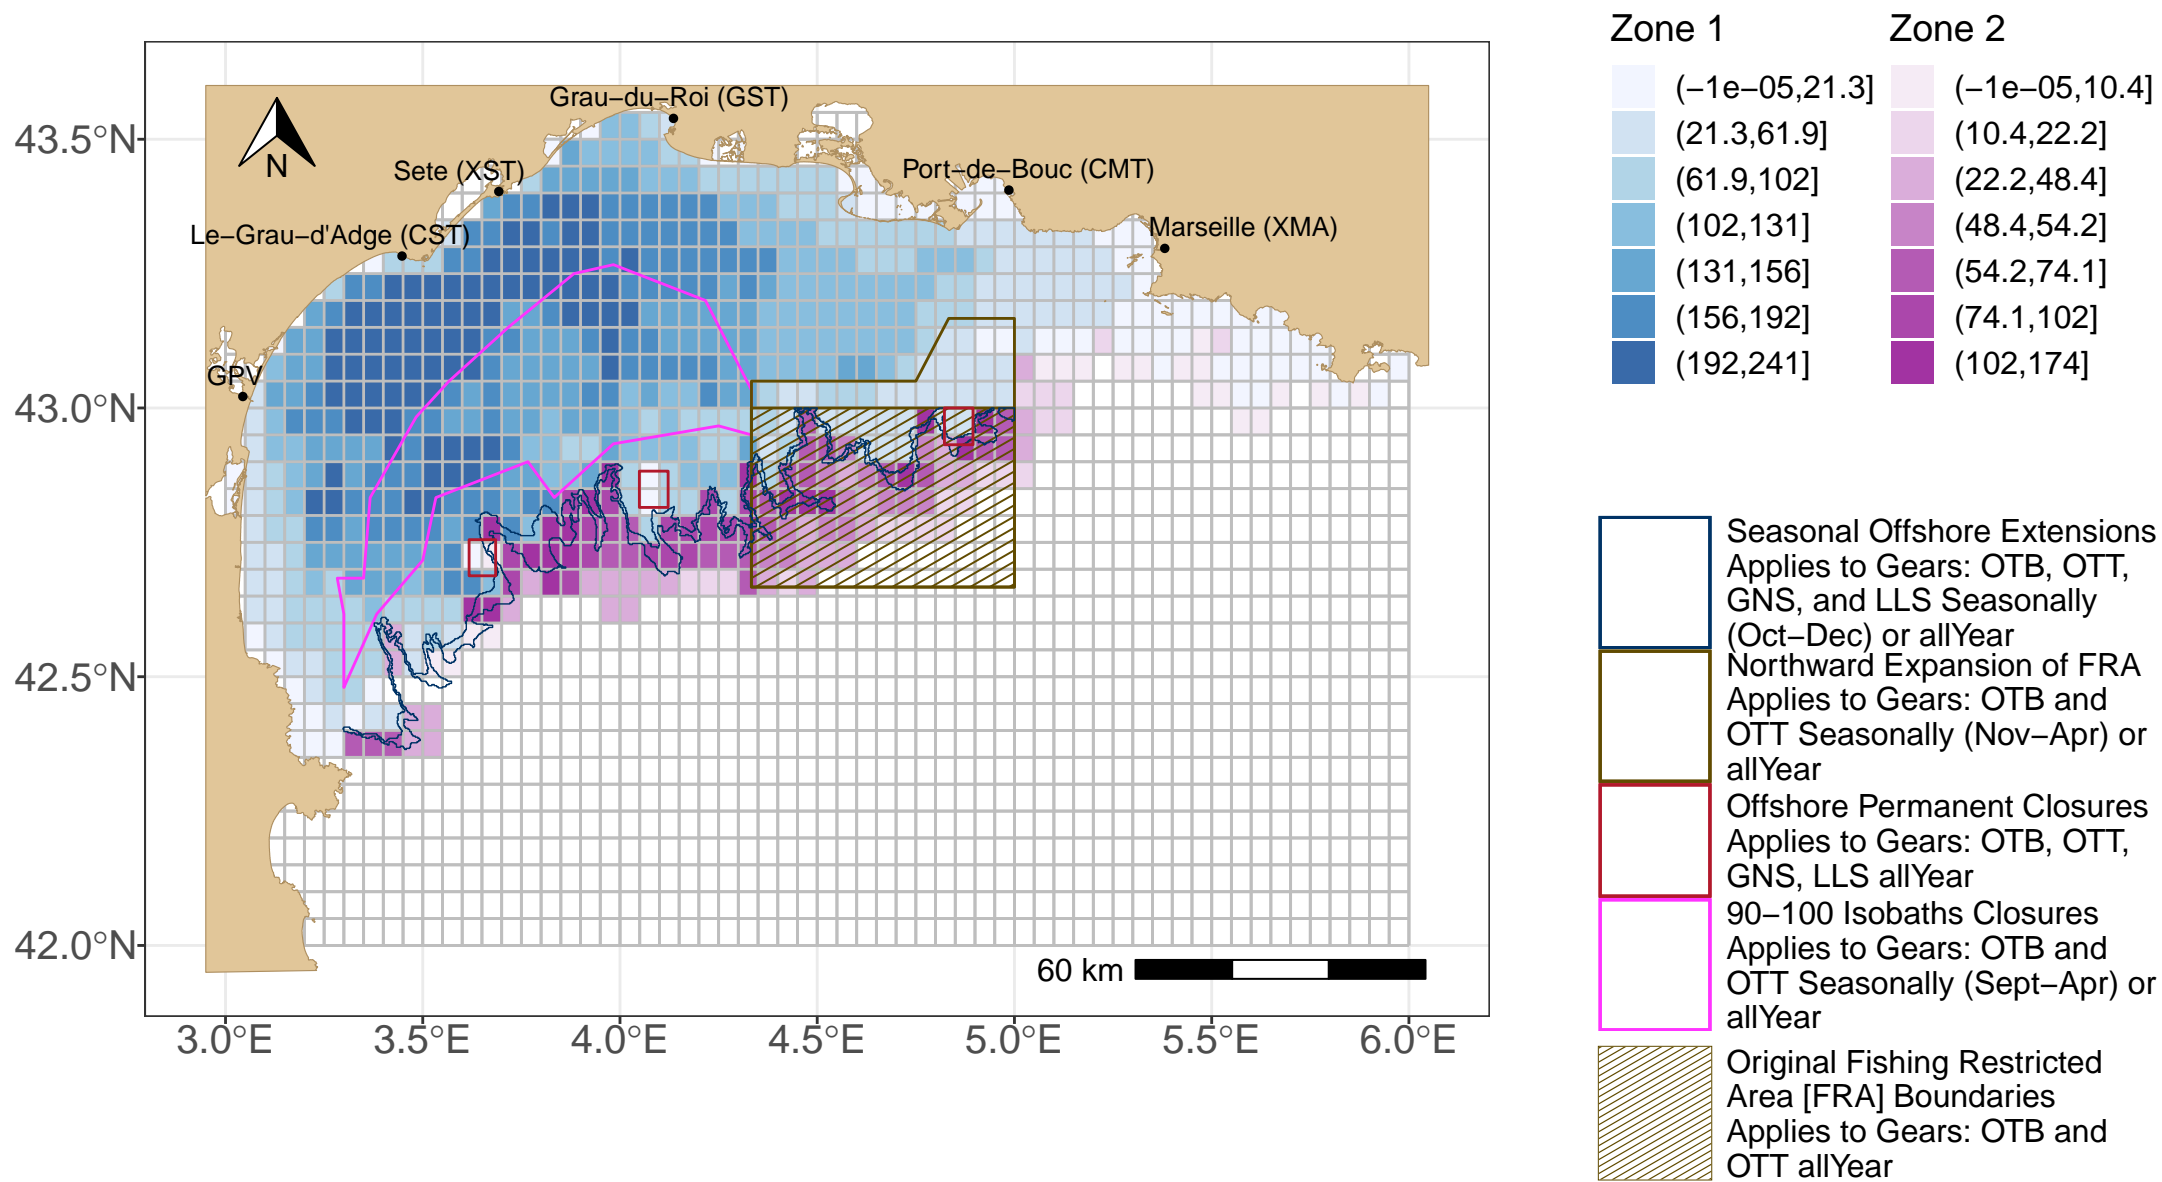 Zone 1
(−1e−05,21.3]
(21.3,61.9]
(61.9,102]
(102,131]
(131,156]
(156,192]
(192,241]
Zone 2
(−1e−05,10.4]
(10.4,22.2]
(22.2,48.4]
(48.4,54.2]
(54.2,74.1]
(74.1,102]
(102,174]
Grau−du−Roi (GST)
Sete (XST)
Port−de−Bouc (CMT)
Le−Grau−d'Adge (CST)
Marseille (XMA)
GPV
N
60 km
43.5°N
43.0°N
42.5°N
42.0°N
3.0°E
3.5°E
4.0°E
4.5°E
5.0°E
5.5°E
6.0°E
Seasonal Offshore Extensions
Applies to Gears: OTB, OTT,
GNS, and LLS Seasonally
(Oct−Dec) or allYear
Northward Expansion of FRA
Applies to Gears: OTB and
OTT Seasonally (Nov−Apr) or
allYear
Offshore Permanent Closures
Applies to Gears: OTB, OTT,
GNS, LLS allYear
90−100 Isobaths Closures
Applies to Gears: OTB and
OTT Seasonally (Sept−Apr) or
allYear
Original Fishing Restricted
Area [FRA] Boundaries
Applies to Gears: OTB and
OTT allYear